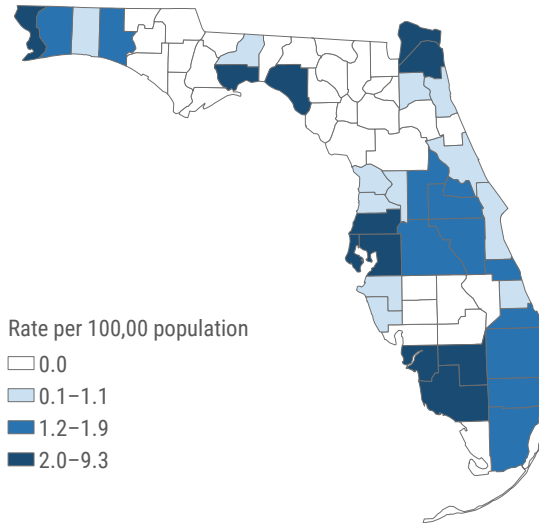 Rate per 100,00 population
0.0
0.1–1.1
1.2–1.9
2.0–9.3